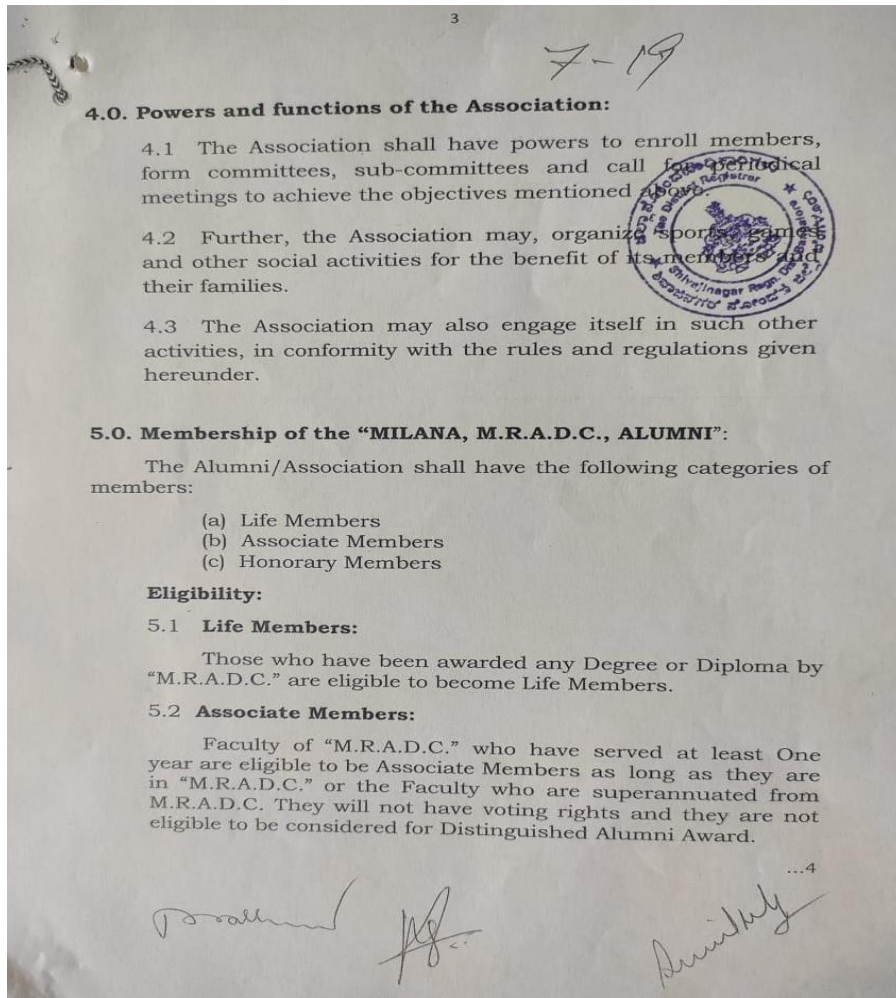 3
7-19
4.0. Powers and functions of the Association:
4.1 The Association shall have powers to enroll members,
form committees, sub-committees and call for periodical
meetings to achieve the objectives mentioned above.
4.2 Further, the Association may, organize sports, games
and other social activities for the benefit of its members and
their families.
4.3 The Association may also engage itself in such other
activities, in conformity with the rules and regulations given
hereunder.
5.0. Membership of the “MILANA, M.R.A.D.C., ALUMNI”:
The Alumni/Association shall have the following categories of
members:
(a) Life Members
(b) Associate Members
(c) Honorary Members
Eligibility:
5.1 Life Members:
Those who have been awarded any Degree or Diploma by
“M.R.A.D.C.” are eligible to become Life Members.
5.2 Associate Members:
Faculty of “M.R.A.D.C.” who have served at least One
year are eligible to be Associate Members as long as they are
in “M.R.A.D.C.” or the Faculty who are superannuated from
M.R.A.D.C. They will not have voting rights and they are not
eligible to be considered for Distinguished Alumni Award.
...4
District Registrar
Shivajinagar Regn.